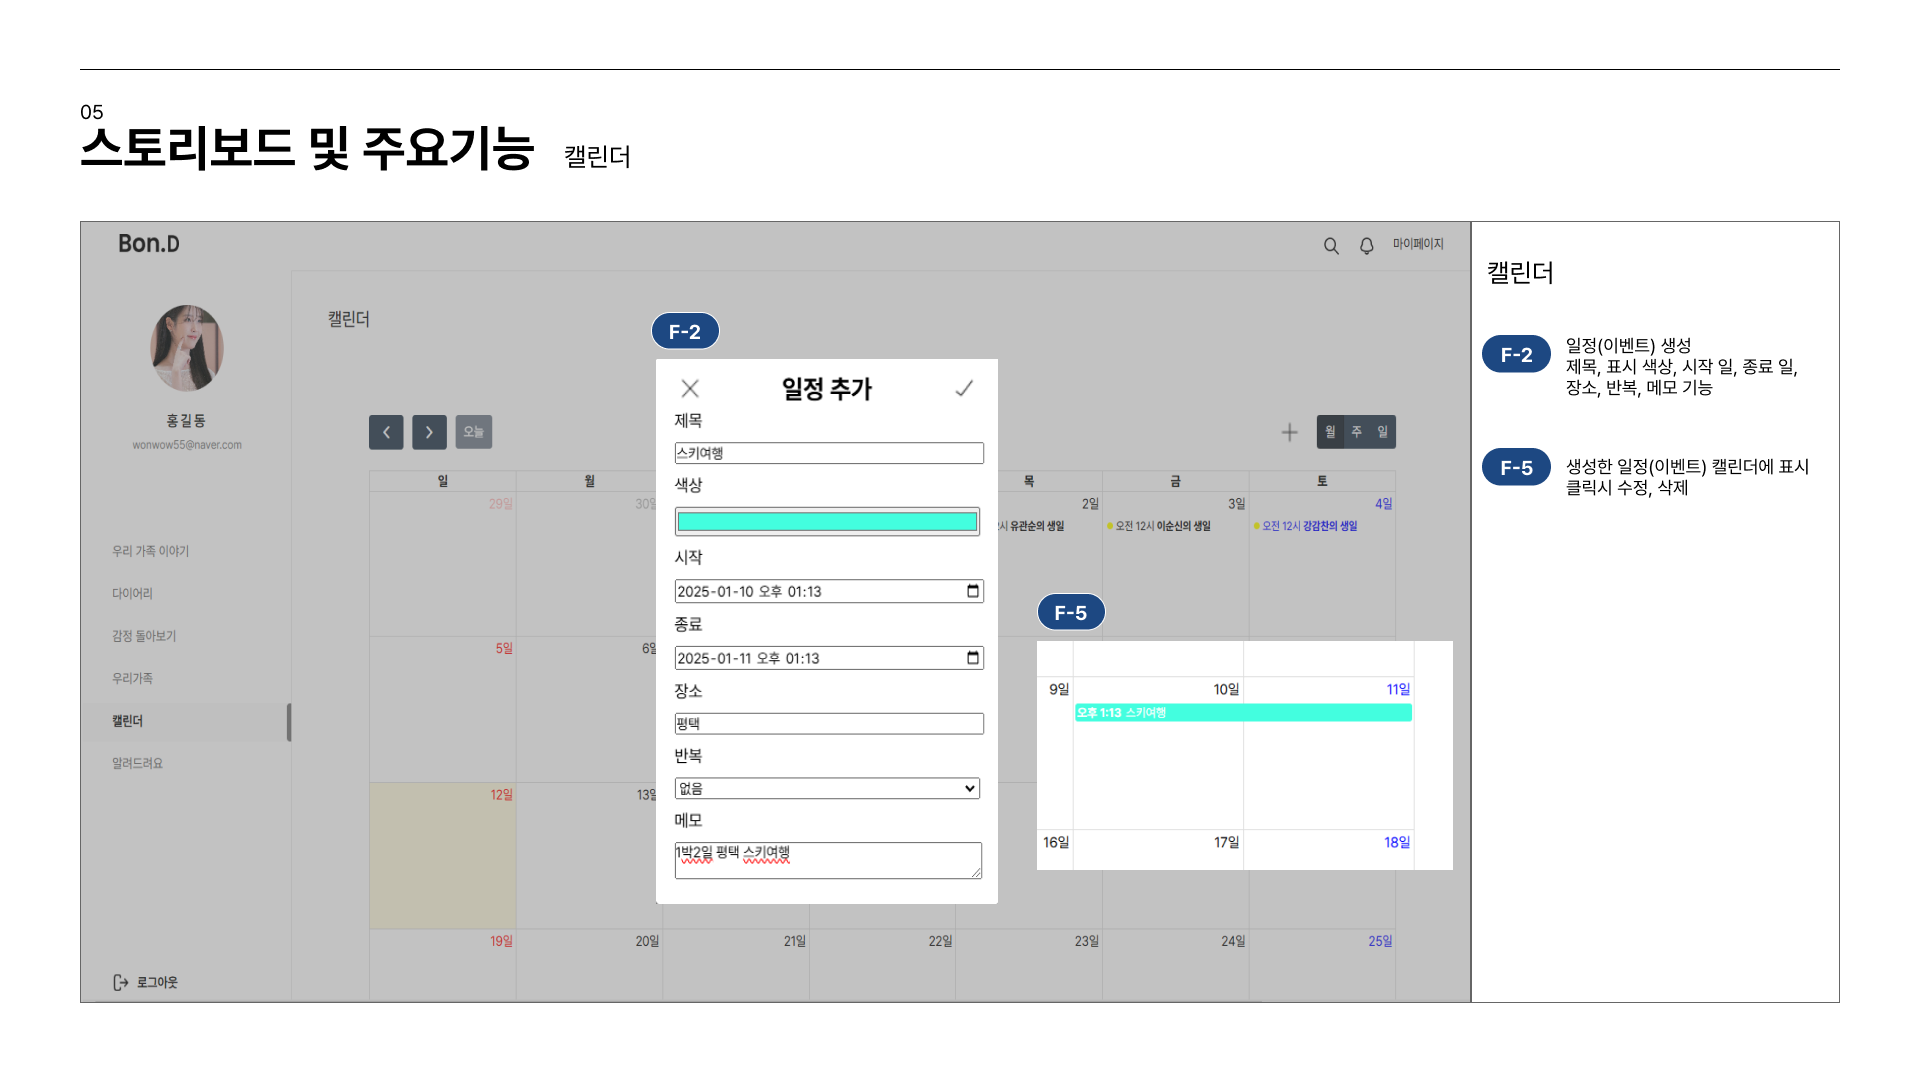 05
스토리보드 및 주요기능 캘린더
Bon.D
마이페이지
홍길동
wonwow55@naver.com
우리 가족 이야기
다이어리
감정 돌아보기
우리가족
캘린더
알려드려요
로그아웃
캘린더
오늘
월 주 일
일 월 목 금 토
29일 30일 2일 3일 4일
시 유관순의 생일
오전 12시 이순신의 생일
오전 12시 강감찬의 생일
5일 6일
12일 13일
19일 20일 21일 22일 23일 24일 25일
F-2
일정 추가
제목
스키여행
색상
시작
2025-01-10 오후 01:13
종료
2025-01-11 오후 01:13
장소
평택
반복
없음
메모
1박2일 평택 스키여행
F-5
9일 10일 11일
오후 1:13 스키여행
16일 17일 18일
캘린더
F-2
일정(이벤트) 생성
제목, 표시 색상, 시작 일, 종료 일,
장소, 반복, 메모 기능
F-5
생성한 일정(이벤트) 캘린더에 표시
클릭시 수정, 삭제